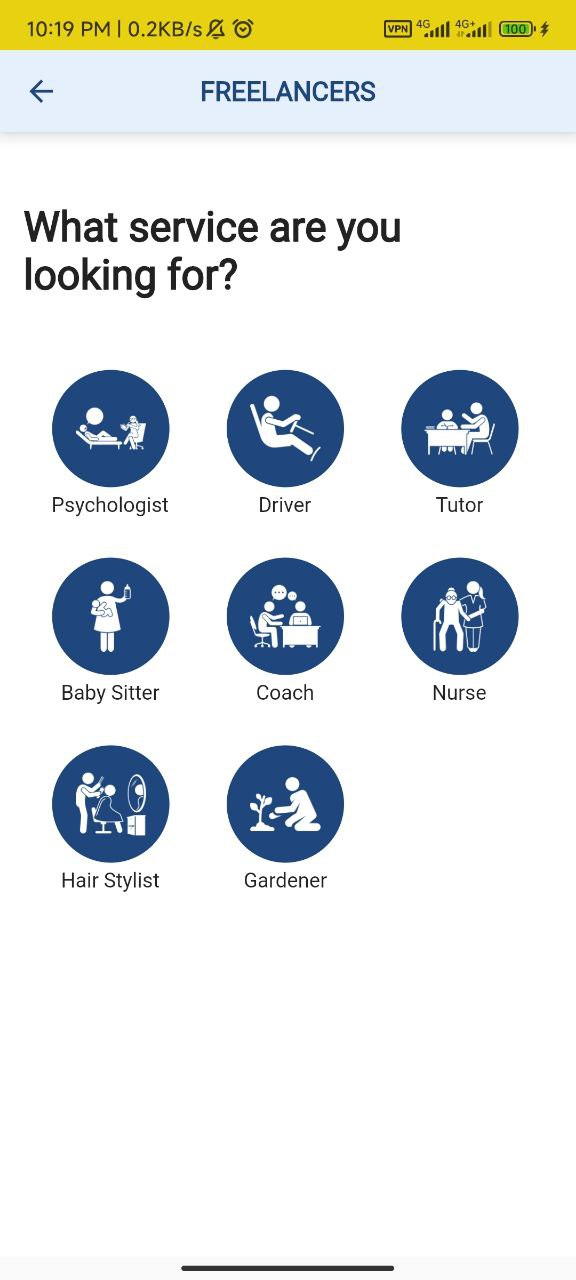 10:19 PM | 0.2KB/s VPN 4G 4G+ 100
FREELANCERS
What service are you
looking for?
Psychologist Driver Tutor
Baby Sitter Coach Nurse
Hair Stylist Gardener